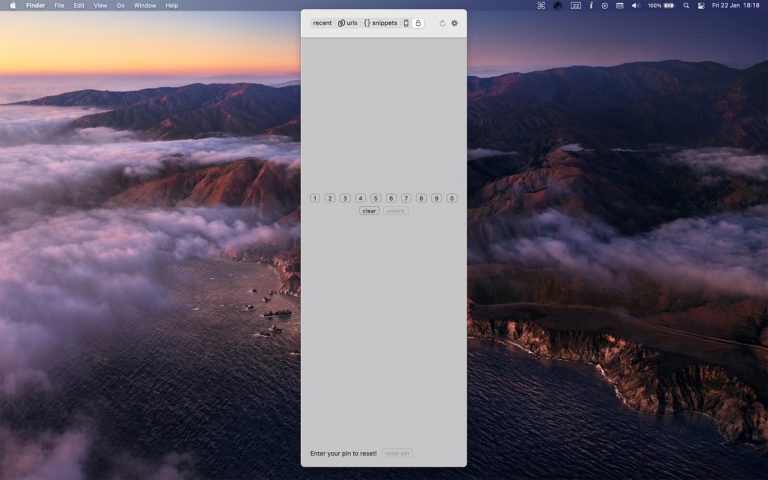 Finder File Edit View Go Window Help 22 100% Fri 22 Jan 18:18
recent urls {} snippets
1 2 3 4 5 6 7 8 9 0
clear unlock
Enter your pin to reset! reset pin